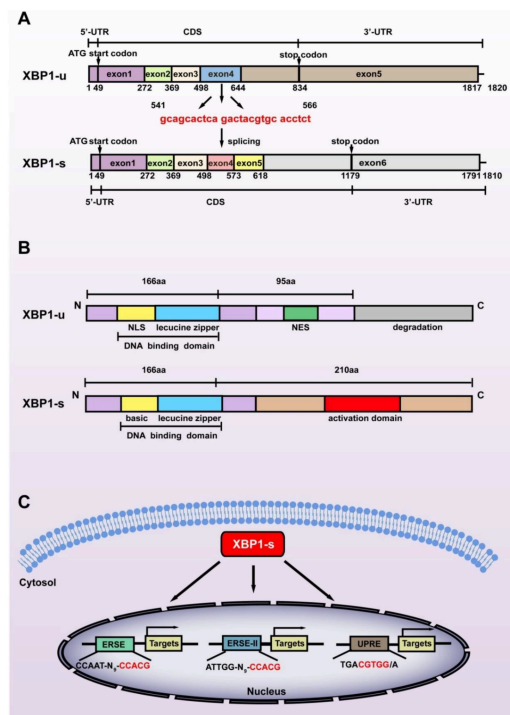 A
5'-UTR CDS 3'-UTR
ATG start codon stop codon
XBP1-u exon1 exon2 exon3 exon4 exon5
1 49 272 369 498 644 834 1817 1820
541 566
gcagcactca gactacgtgc acctct
splicing
ATG start codon stop codon
XBP1-s exon1 exon2 exon3 exon4 exon5 exon6
1 49 272 369 498 573 618 1179 1791 1810
5'-UTR CDS 3'-UTR
B
166aa 95aa
N C
XBP1-u
NLS lecucine zipper NES degradation
DNA binding domain
166aa 210aa
N C
XBP1-s
basic lecucine zipper activation domain
DNA binding domain
C
XBP1-s
Cytosol
ERSE Targets ERSE-II Targets UPRE Targets
CCAAT-N9-CCACG ATTGG-N CCACG TGACGTGG/A
Nucleus